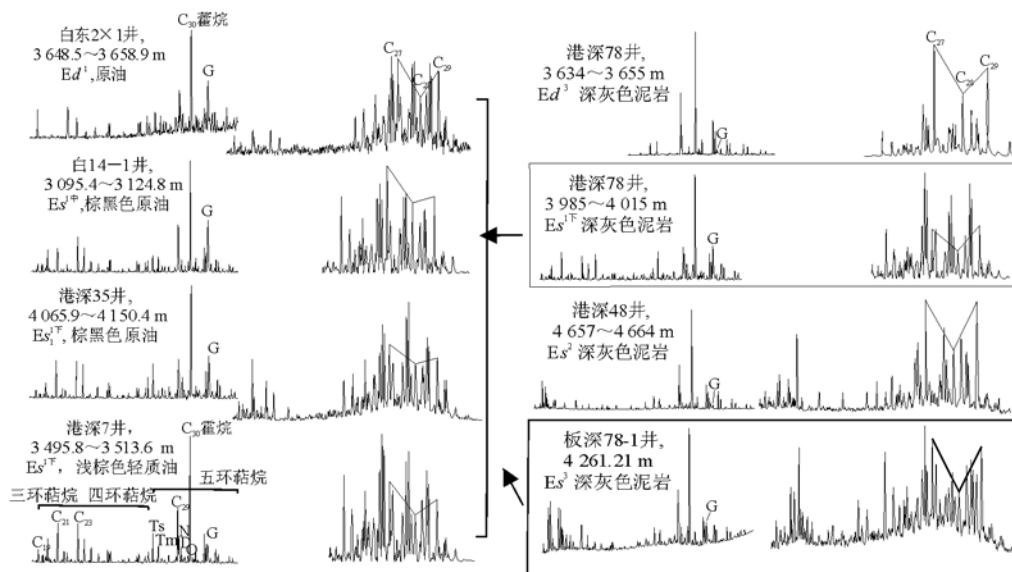 白东2×1井,
3 648.5～3 658.9 m
Ed¹,原油
C₃₀藿烷
G
C₂₇
C₂₉
白14—1井,
3 095.4～3 124.8 m
Es¹中,棕黑色原油
G
港深35井,
4 065.9～4 150.4 m
Es₁¹下,棕黑色原油
G
港深7井,
3 495.8～3 513.6 m
Es¹下, 浅棕色轻质油
C₃₀霍烷
五环萜烷
三环萜烷 四环萜烷
C₂₁
C₂₃
Ts
Tm
C₂₉
G
港深78井,
3 634～3 655 m
Ed³ 深灰色泥岩
G
C₂₇
C₂₈
C₂₉
港深78井,
3 985～4 015 m
Es¹下 深灰色泥岩
G
港深48井,
4 657～4 664 m
Es² 深灰色泥岩
G
板深78-1井,
4 261.21 m
Es³ 深灰色泥岩
G